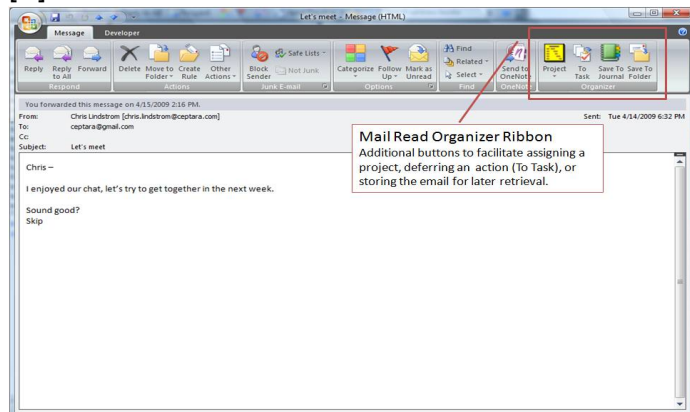 Let's meet - Message (HTML)
Message Developer
Reply Reply to All Forward Delete Move to Folder Create Rule Other Actions Block Sender Safe Lists Not Junk Categorize Follow Up Mark as Unread Find Related Select Send to OneNote Project To Task Save To Journal Save To Folder
Respond Actions Junk E-mail Options Find OneNote Organizer
You forwarded this message on 4/15/2009 2:16 PM.
From: Chris Lindstrom [chris.lindstrom@ceptara.com] Sent: Tue 4/14/2009 6:32 PM
To: ceptara@gmail.com
Cc:
Subject: Let's meet
Mail Read Organizer Ribbon
Additional buttons to facilitate assigning a
project, deferring an action (To Task), or
storing the email for later retrieval.
Chris –
I enjoyed our chat, let's try to get together in the next week.
Sound good?
Skip